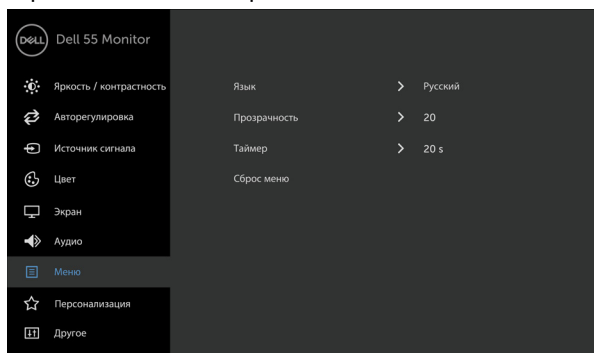 DELL Dell 55 Monitor
Яркость / контрастность Язык Русский
Авторегулировка Прозрачность 20
Источник сигнала Таймер 20 s
Цвет Сброс меню
Экран
Аудио
Меню
Персонализация
Другое